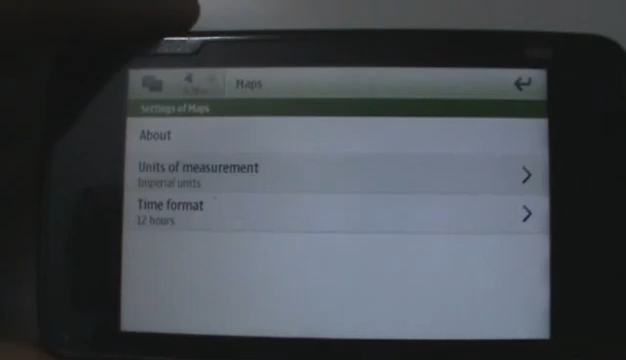 Maps
Settings of Maps
About
Units of measurement
Imperial units
Time format
12 hours